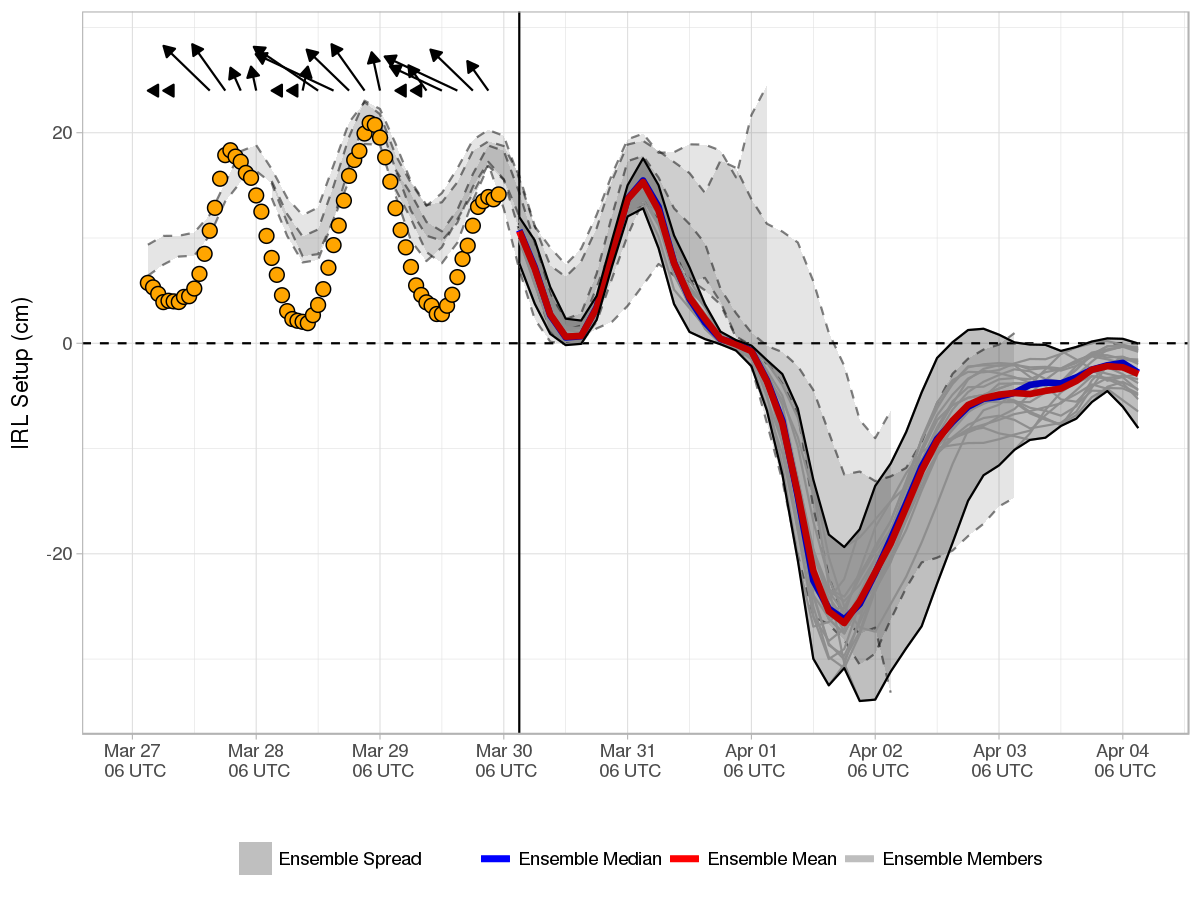 IRL Setup (cm)
20
0
-20
Mar 27
06 UTC
Mar 28
06 UTC
Mar 29
06 UTC
Mar 30
06 UTC
Mar 31
06 UTC
Apr 01
06 UTC
Apr 02
06 UTC
Apr 03
06 UTC
Apr 04
06 UTC
Ensemble Spread
Ensemble Median
Ensemble Mean
Ensemble Members